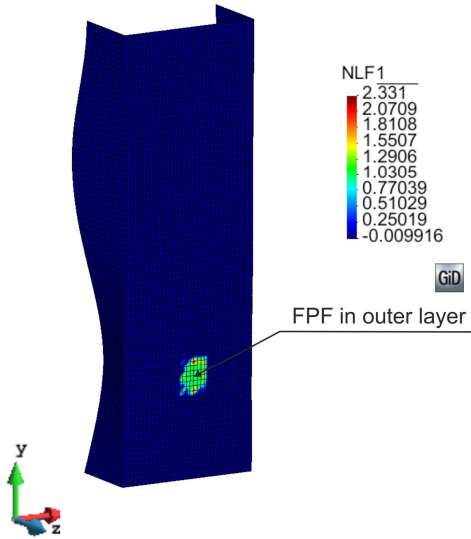 NLF1
2.331
2.0709
1.8108
1.5507
1.2906
1.0305
0.77039
0.51029
0.25019
-0.009916
GiD
FPF in outer layer
y
z